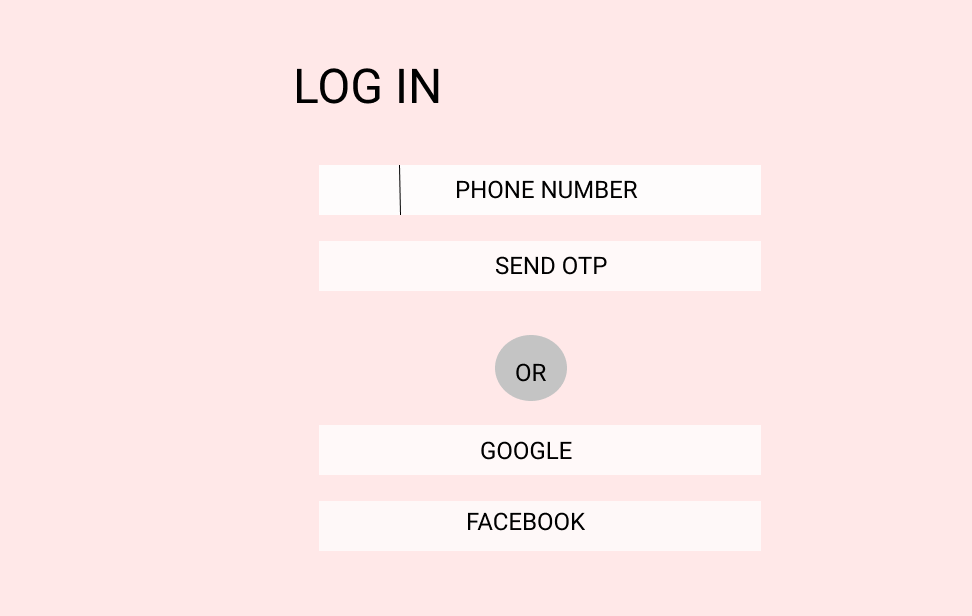 LOG IN
PHONE NUMBER
SEND OTP
OR
GOOGLE
FACEBOOK